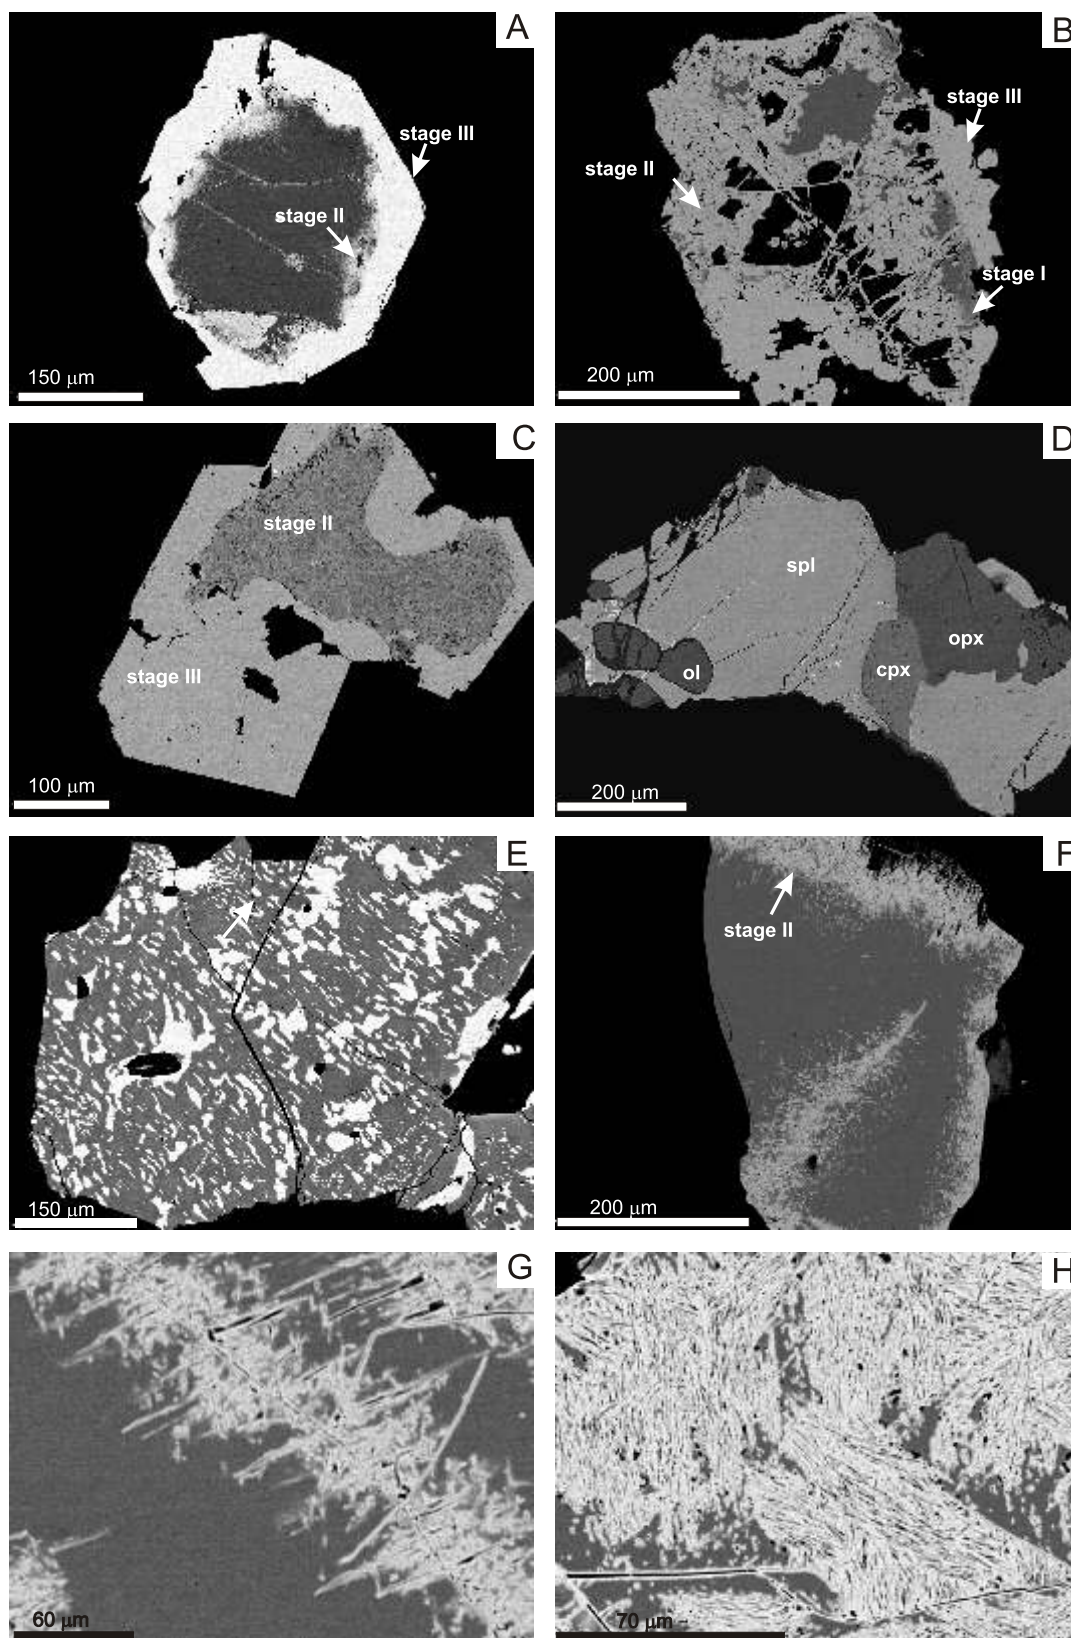 A
stage III
stage II
150 μm
B
stage III
stage II
stage I
200 μm
C
stage II
stage III
100 μm
D
spl
opx
cpx
ol
200 μm
E
150 μm
F
stage II
200 μm
G
60 μm
H
70 μm